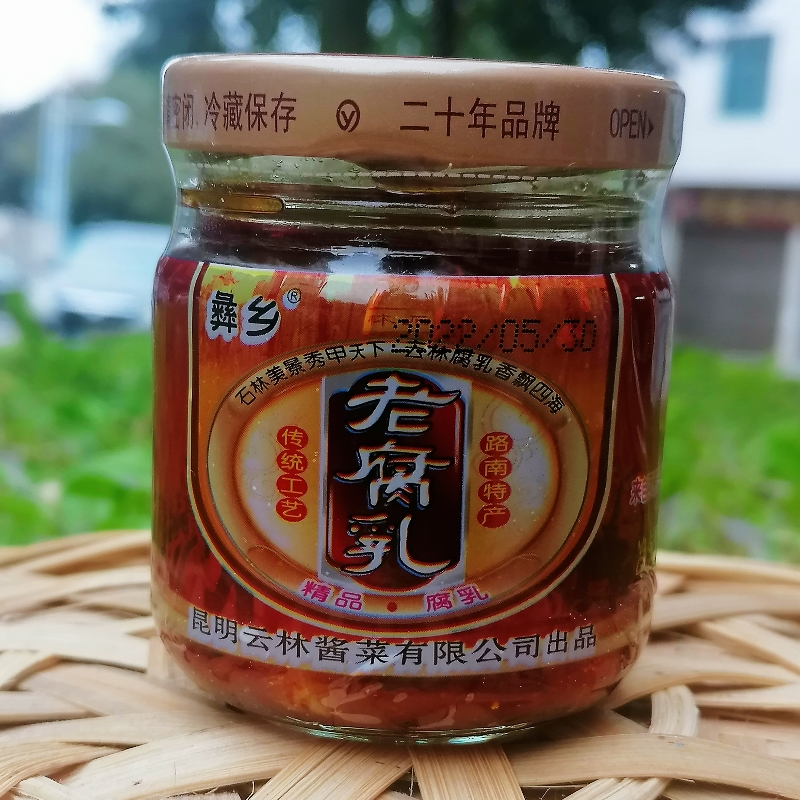 密闭 冷藏保存 二十年品牌 OPEN
彝乡®
2022/05/30
石林美景秀甲天下 云林腐乳香飘四海
老腐乳
传统工艺
路南特产
精品·腐乳
昆明云林酱菜有限公司出品